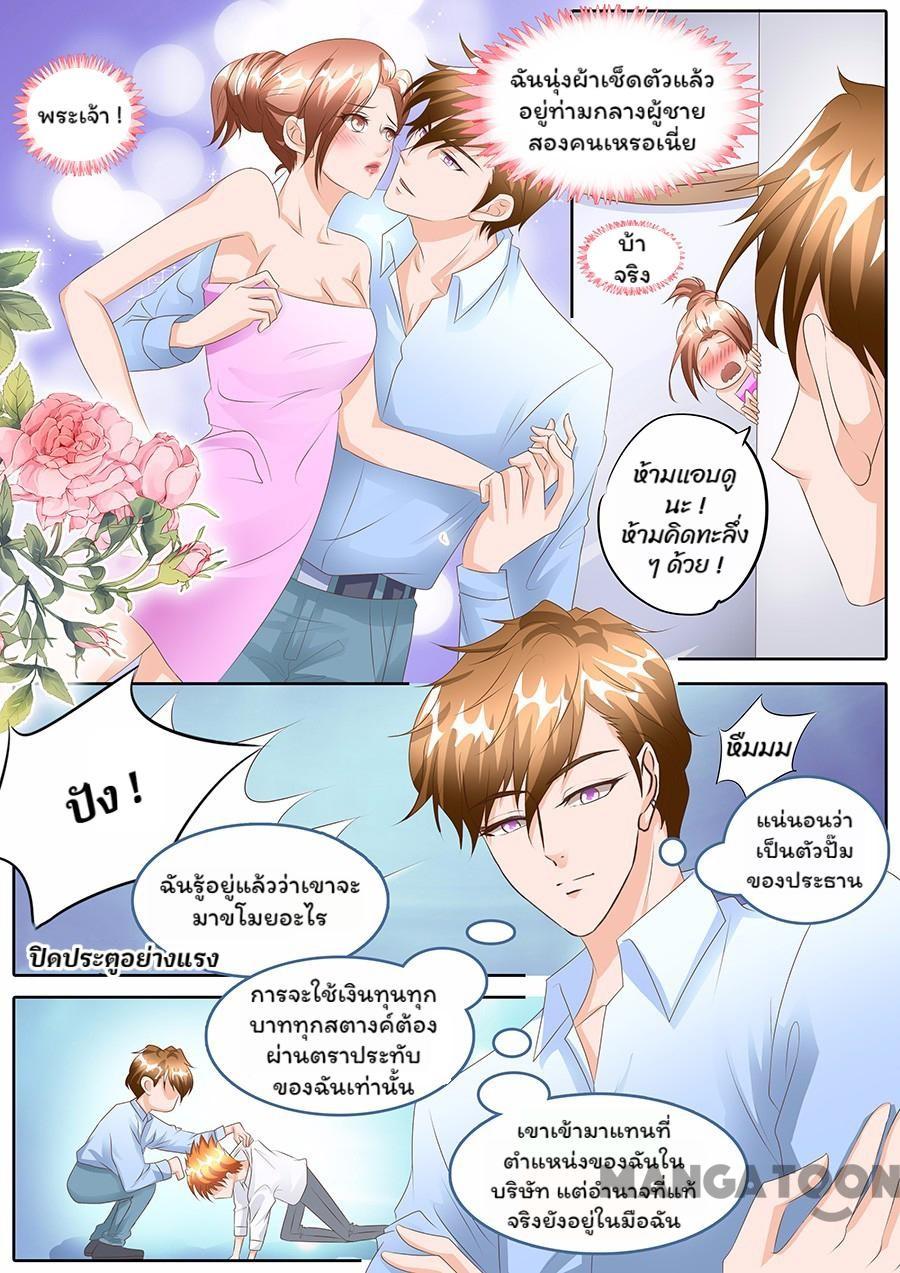 พระเจ้า !
ฉันนุ่งผ้าเช็ดตัวแล้ว
อยู่ท่ามกลางผู้ชาย
สองคนเหรอเนี่ย
บ้า
จริง
ห้ามแอบดู
นะ !
ห้ามคิดทะลึ่ง
ๆ ด้วย !
ปัง !
ปิดประตูอย่างแรง
หืมมม
แน่นอนว่า
เป็นตัวปั๊ม
ของประธาน
ฉันรู้อยู่แล้วว่าเขาจะ
มาขโมยอะไร
การจะใช้เงินทุนทุก
บาททุกสตางค์ต้อง
ผ่านตราประทับ
ของฉันเท่านั้น
เขาเข้ามาแทนที่
ตำแหน่งของฉันใน
บริษัท แต่อำนาจที่แท้
จริงยังอยู่ในมือฉัน
MANGATOON